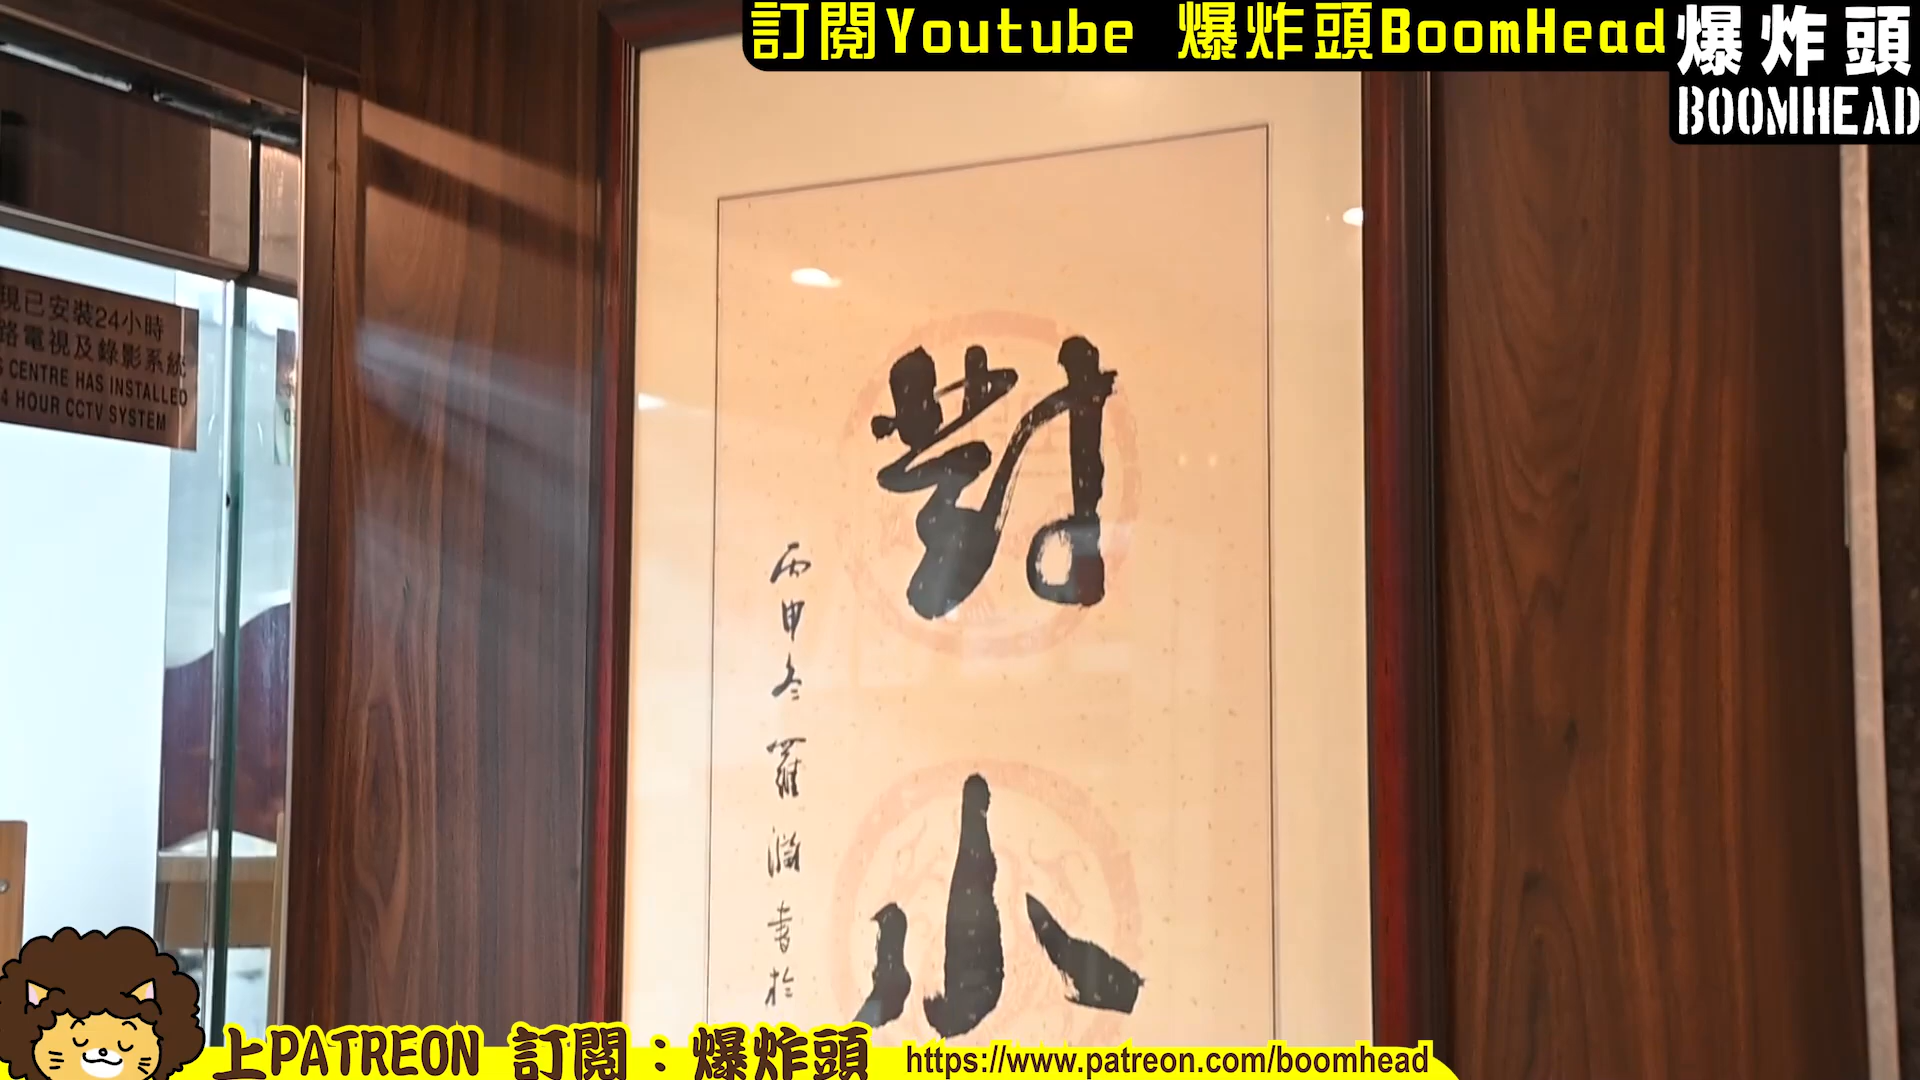 訂閱Youtube 爆炸頭BoomHead
爆炸頭
BOOMHEAD
現已安裝24小時
路電視及錄影系統
S CENTRE HAS INSTALLED
4 HOUR CCTV SYSTEM
對小
丙申冬羅
書於
上PATREON 訂閱：爆炸頭 https://www.patreon.com/boomhead